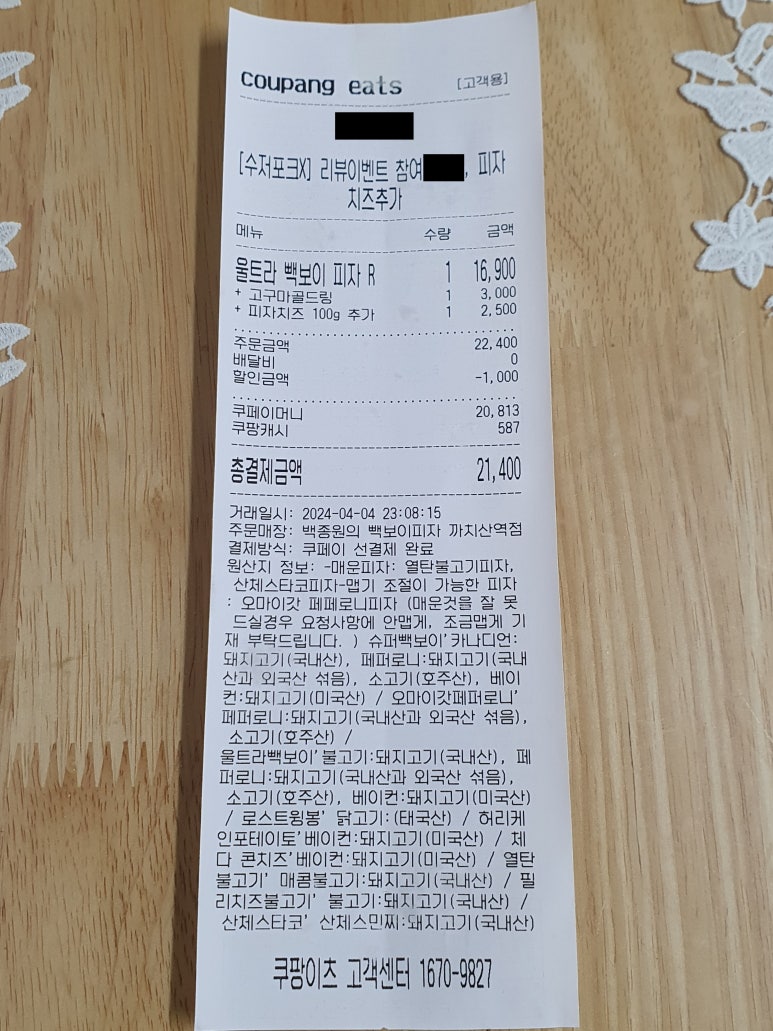 coupang eats [고객용]
[수저포크X] 리뷰이벤트 참여 , 피자
치즈추가
메뉴 수량 금액
울트라 빽보이 피자 R 1 16,900
+ 고구마골드링 1 3,000
+ 피자치즈 100g 추가 1 2,500
주문금액 22,400
배달비 0
할인금액 -1,000
쿠페이머니 20,813
쿠팡캐시 587
총결제금액 21,400
거래일시: 2024-04-04 23:08:15
주문매장: 백종원의 빽보이피자 까치산역점
결제방식: 쿠페이 선결제 완료
원산지 정보: -매운피자: 열탄불고기피자,
산체스타코피자-맵기 조절이 가능한 피자
: 오마이갓 페페로니피자 (매운것을 잘 못
드실경우 요청사항에 안맵게, 조금맵게 기
재 부탁드립니다. ) 슈퍼빽보이'카나디언:
돼지고기(국내산), 페퍼로니:돼지고기(국내
산과 외국산 섞음), 소고기(호주산), 베이
컨:돼지고기(미국산) / 오마이갓페퍼로니'
페퍼로니:돼지고기(국내산과 외국산 섞음),
소고기(호주산) /
울트라빽보이'불고기:돼지고기(국내산), 페
퍼로니:돼지고기(국내산과 외국산 섞음),
소고기(호주산), 베이컨:돼지고기(미국산)
/ 로스트윙봉' 닭고기:(태국산) / 허리케
인포테이토'베이컨:돼지고기(미국산) / 체
다 콘치즈'베이컨:돼지고기(미국산) / 열탄
불고기' 매콤불고기:돼지고기(국내산) / 필
리치즈불고기' 불고기:돼지고기(국내산) /
산체스타코' 산체스민찌:돼지고기(국내산)
쿠팡이츠 고객센터 1670-9827